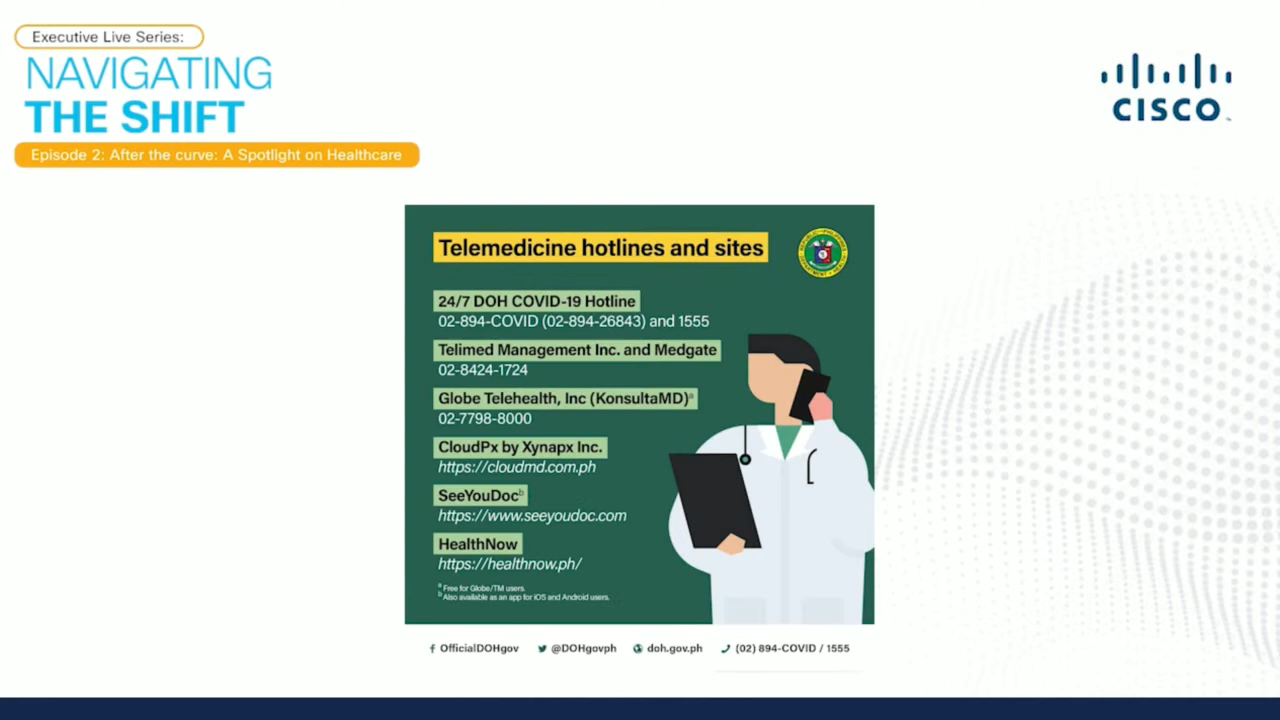 Executive Live Series:
NAVIGATING
THE SHIFT
Episode 2: After the curve: A Spotlight on Healthcare
CISCO
Telemedicine hotlines and sites
24/7 DOH COVID-19 Hotline
02-894-COVID (02-894-26843) and 1555
Telimed Management Inc. and Medgate
02-8424-1724
Globe Telehealth, Inc (KonsultaMD)a
02-7798-8000
CloudPx by Xynapx Inc.
https://cloudmd.com.ph
SeeYouDocb
https://www.seeyoudoc.com
HealthNow
https://healthnow.ph/
a Free for Globe/TM users.
b Also available as an app for iOS and Android users.
OfficialDOHgov @DOHgovph doh.gov.ph (02) 894-COVID / 1555